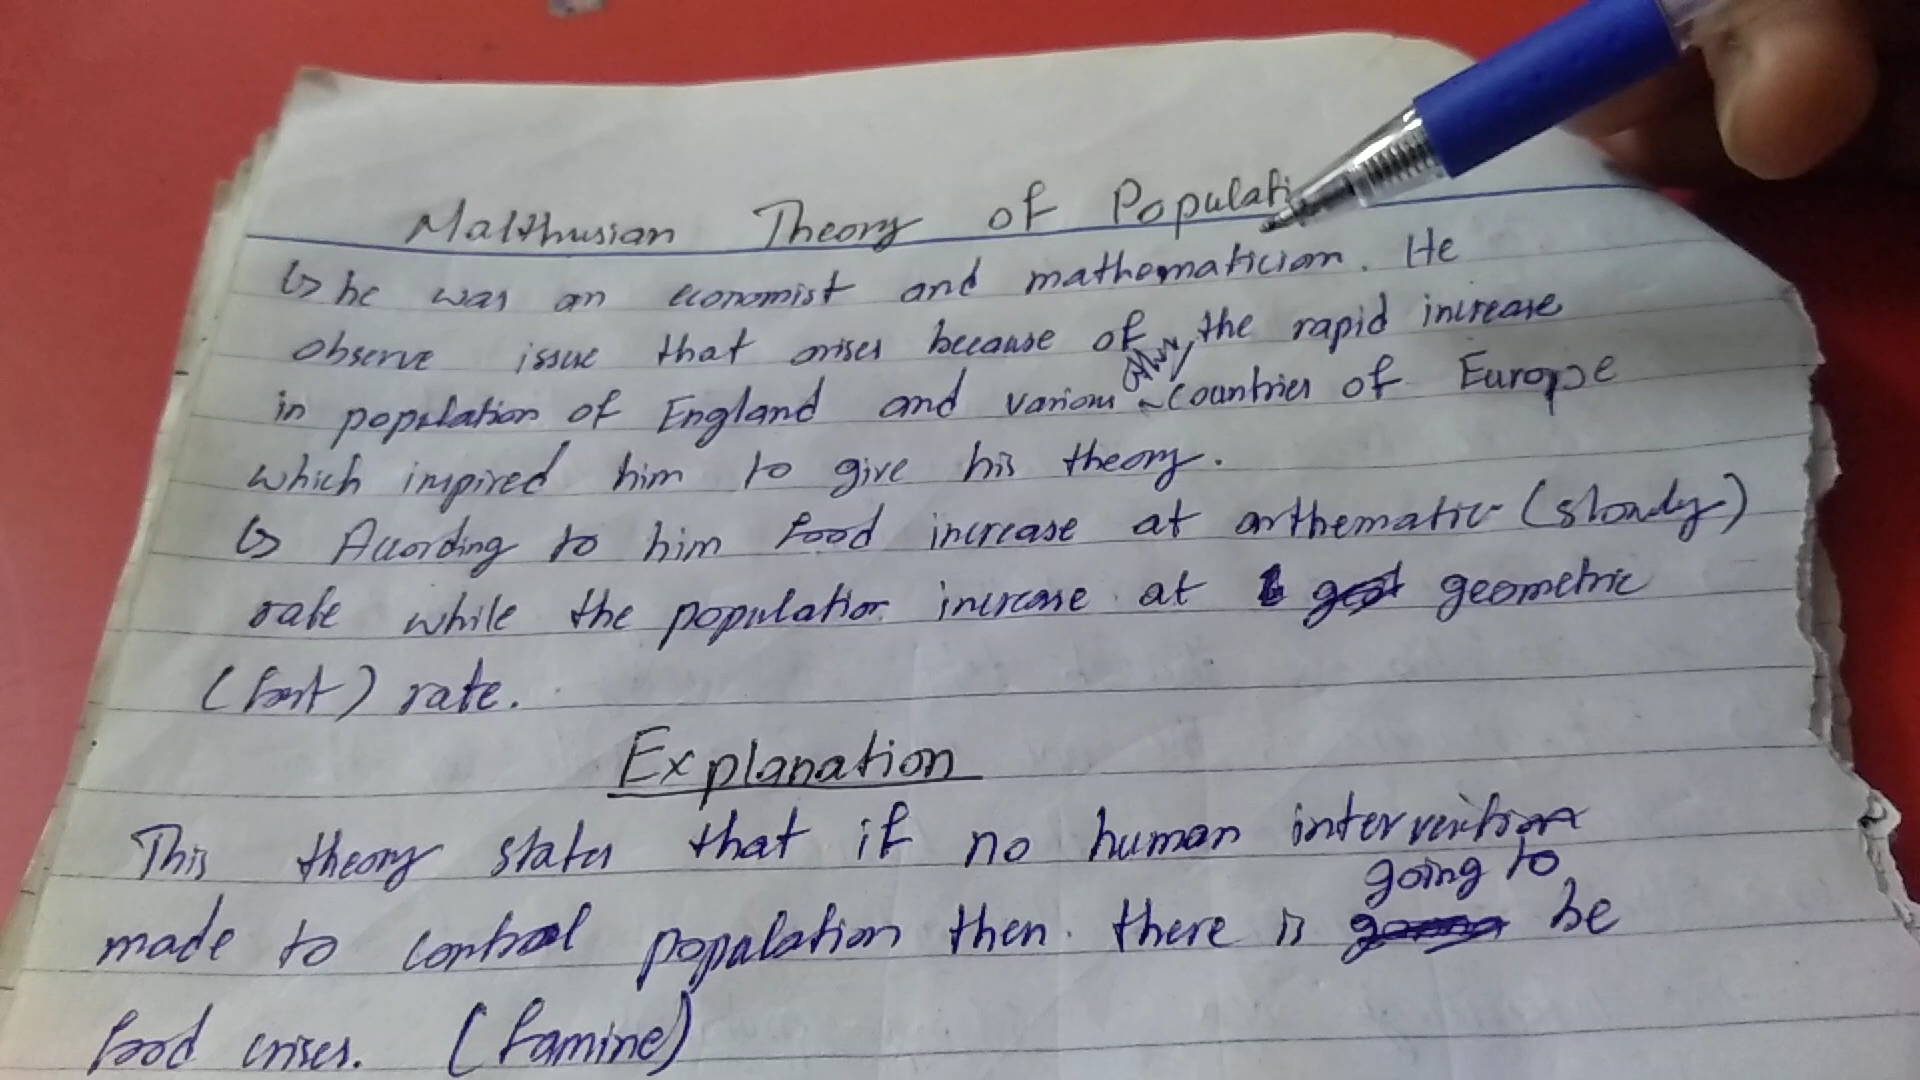 Malthusian Theory of Populati
↳ he was an economist and mathematician. He
observe issue that arises because of the rapid increase
in population of England and various other countries of Europe
which inspired him to give his theory.
↳ According to him food increase at arthematic (slowly)
rate while the population increase at geometric
(fast) rate.
Explanation
This theory states that if no human intervention
made to control population then there is going to be
food crises. (famine)